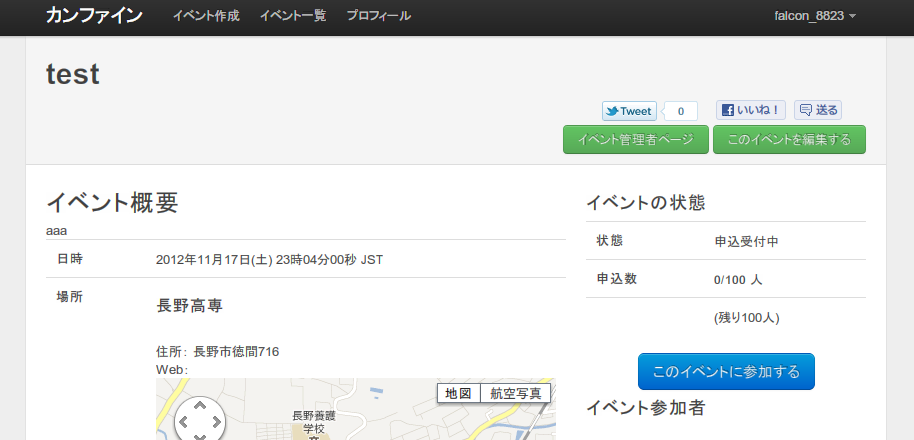 カンファイン イベント作成 イベント一覧 プロフィール falcon_8823
test
Tweet 0 いいね！ 送る
イベント管理者ページ このイベントを編集する
イベント概要
aaa
日時 2012年11月17日(土) 23時04分00秒 JST
場所 長野高専
住所： 長野市徳間716
Web:
地図 航空写真
長野養護
学校
イベントの状態
状態 申込受付中
申込数 0/100 人
(残り100人)
このイベントに参加する
イベント参加者